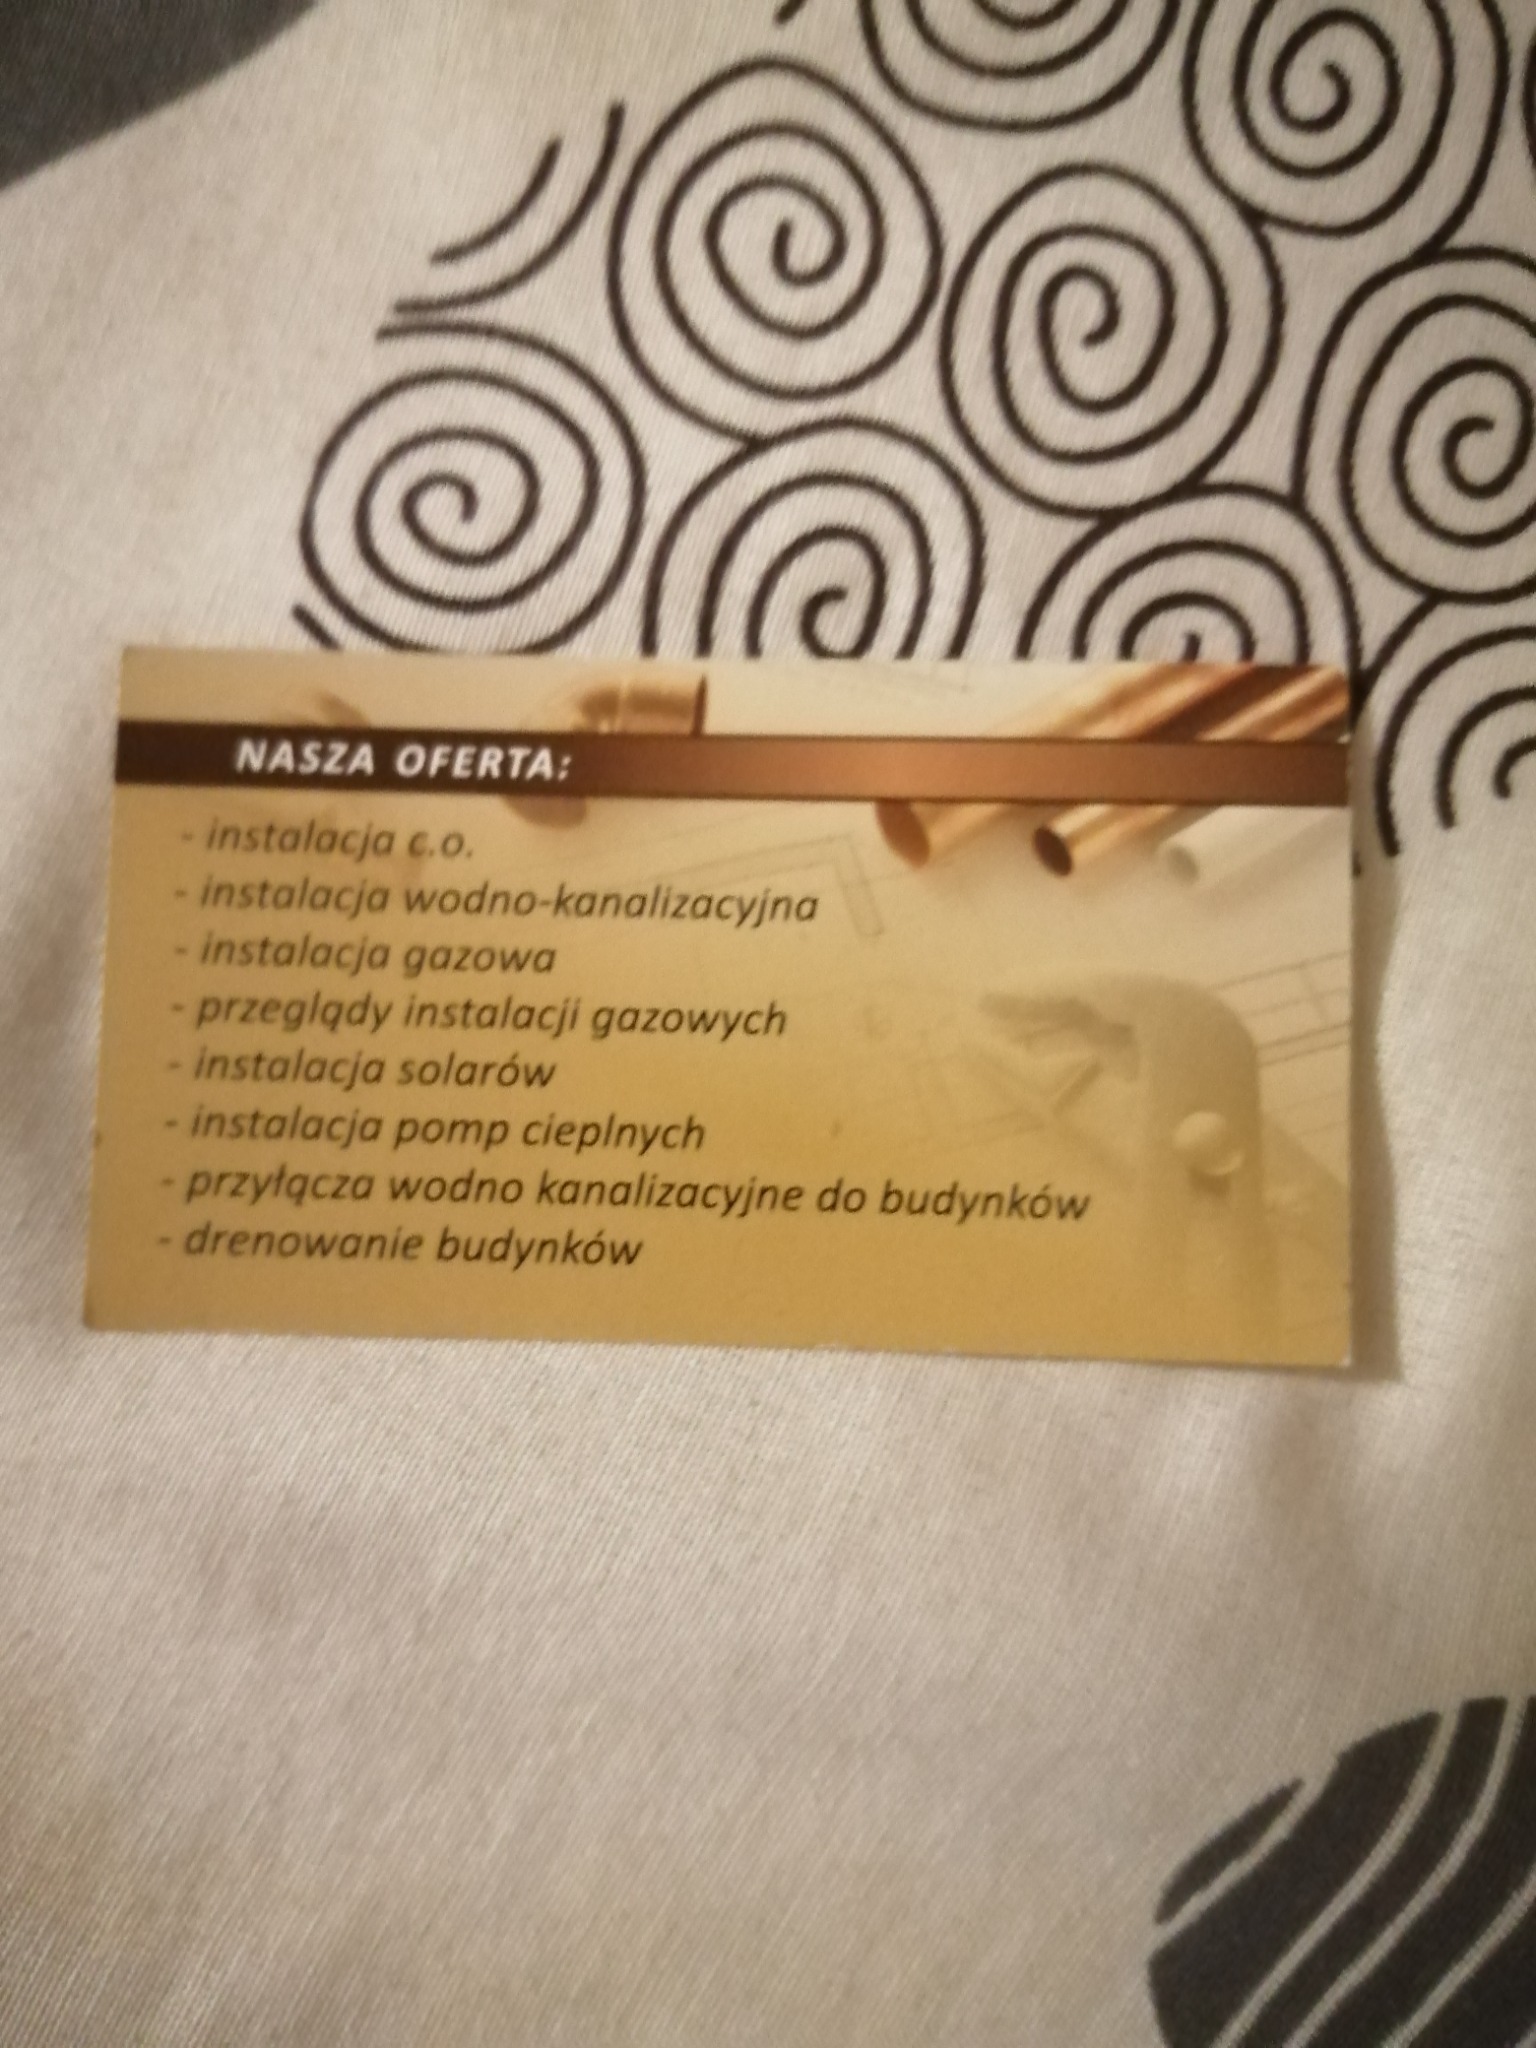 NASZA OFERTA:
- instalacja c.o.
- instalacja wodno-kanalizacyjna
- instalacja gazowa
- przeglądy instalacji gazowych
- instalacja solarów
- instalacja pomp cieplnych
- przyłącza wodno kanalizacyjne do budynków
- drenowanie budynków